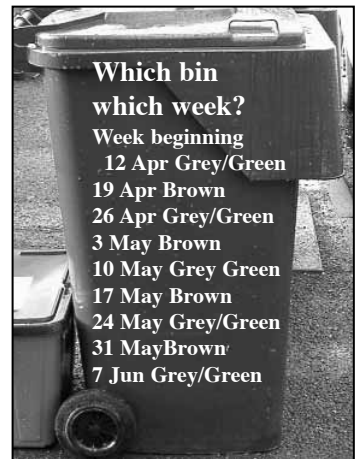 Which bin
which week?
Week beginning
12 Apr Grey/Green
19 Apr Brown
26 Apr Grey/Green
3 May Brown
10 May Grey Green
17 May Brown
24 May Grey/Green
31 MayBrown
7 Jun Grey/Green